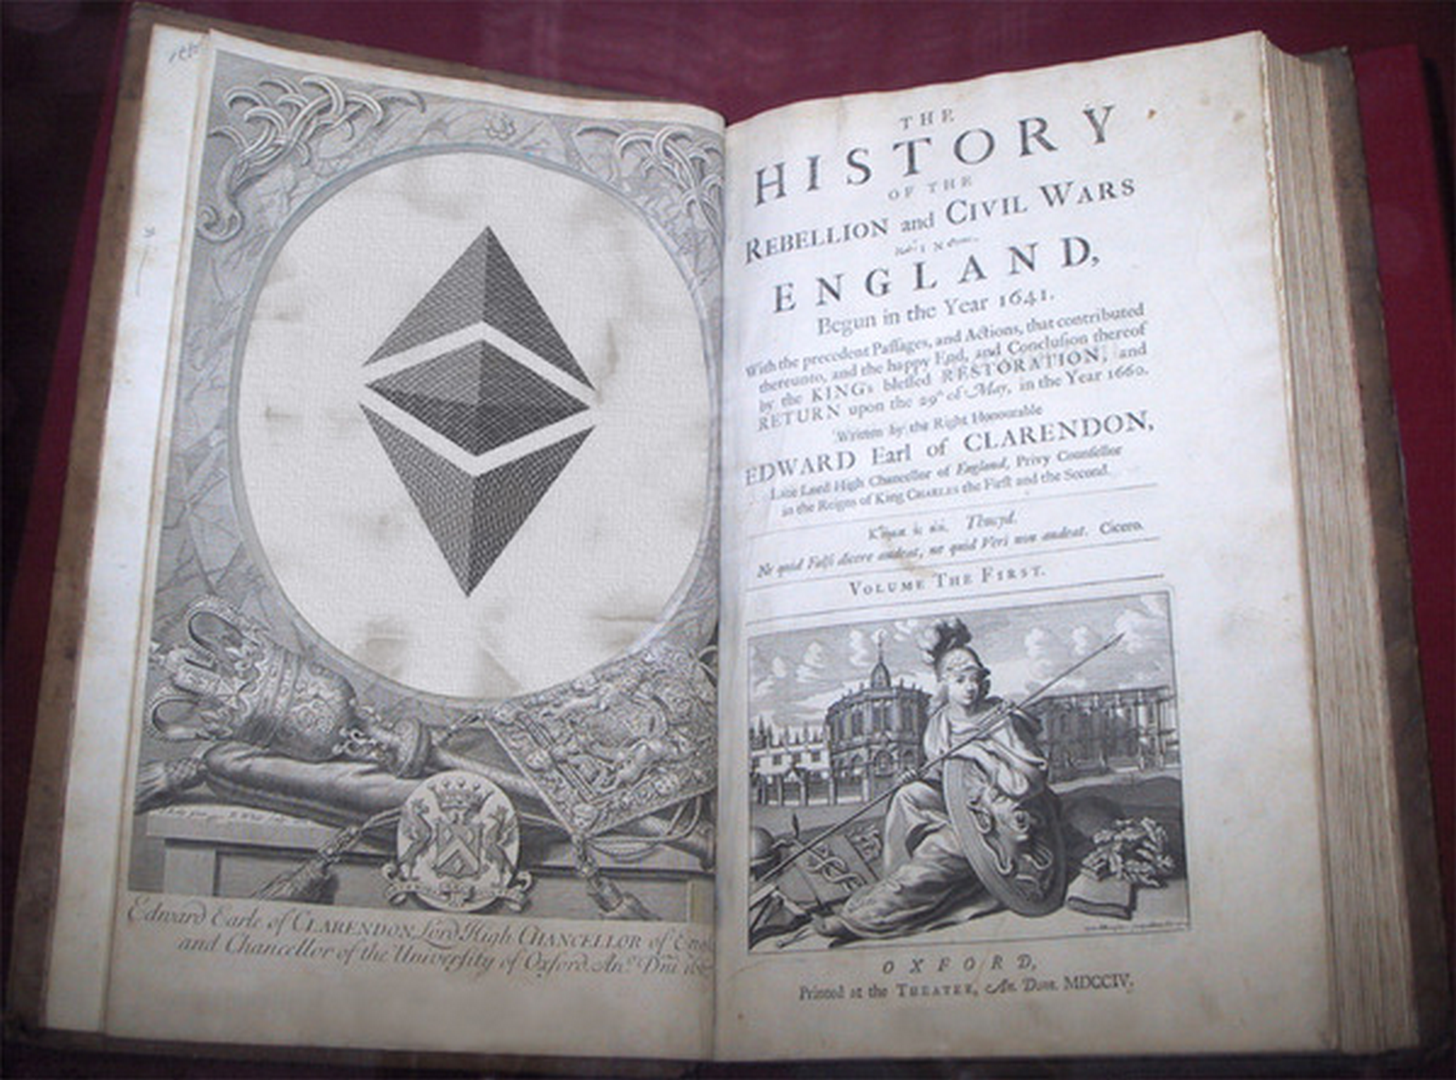 Edward Earle of CLARENDON Lord High CHANCELLOR of Engl
and Chancellor of the Univerſity of Oxford. An.º Dni.
THE
HISTORY
OF THE
REBELLION and CIVIL WARS
IN
ENGLAND,
Begun in the Year 1641.
With the precedent Paſſages, and Actions, that contributed
thereunto, and the happy End, and Concluſion thereof
by the KING's bleſſed RESTORATION, and
RETURN upon the 29th of May, in the Year 1660.
Written by the Right Honourable
EDWARD Earl of CLARENDON,
Late Lord High Chancellor of England, Privy Counſellor
in the Reigns of King CHARLES the Firſt and the Second.
Thucyd.
Ne quid Falſi dicere audeat, ne quid Veri non audeat. Cicero.
VOLUME THE FIRST.
OXFORD,
Printed at the THEATER, An. Dom. MDCCIV.